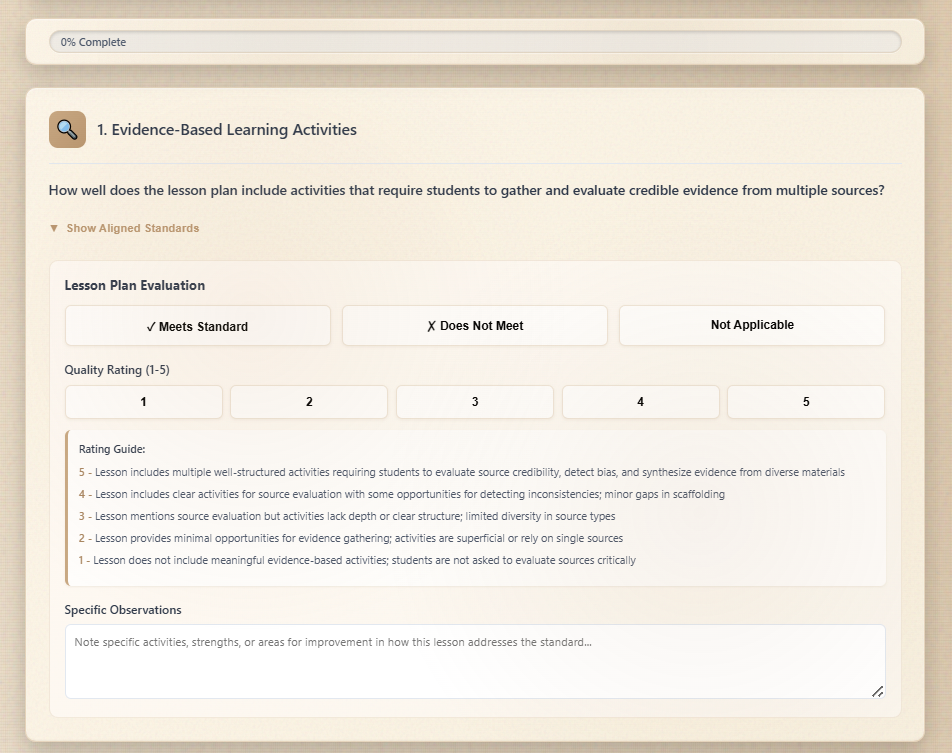 0% Complete
1. Evidence-Based Learning Activities
How well does the lesson plan include activities that require students to gather and evaluate credible evidence from multiple sources?
▼ Show Aligned Standards
Lesson Plan Evaluation
✓ Meets Standard
✗ Does Not Meet
Not Applicable
Quality Rating (1-5)
1
2
3
4
5
Rating Guide:
5 - Lesson includes multiple well-structured activities requiring students to evaluate source credibility, detect bias, and synthesize evidence from diverse materials
4 - Lesson includes clear activities for source evaluation with some opportunities for detecting inconsistencies; minor gaps in scaffolding
3 - Lesson mentions source evaluation but activities lack depth or clear structure; limited diversity in source types
2 - Lesson provides minimal opportunities for evidence gathering; activities are superficial or rely on single sources
1 - Lesson does not include meaningful evidence-based activities; students are not asked to evaluate sources critically
Specific Observations
Note specific activities, strengths, or areas for improvement in how this lesson addresses the standard...